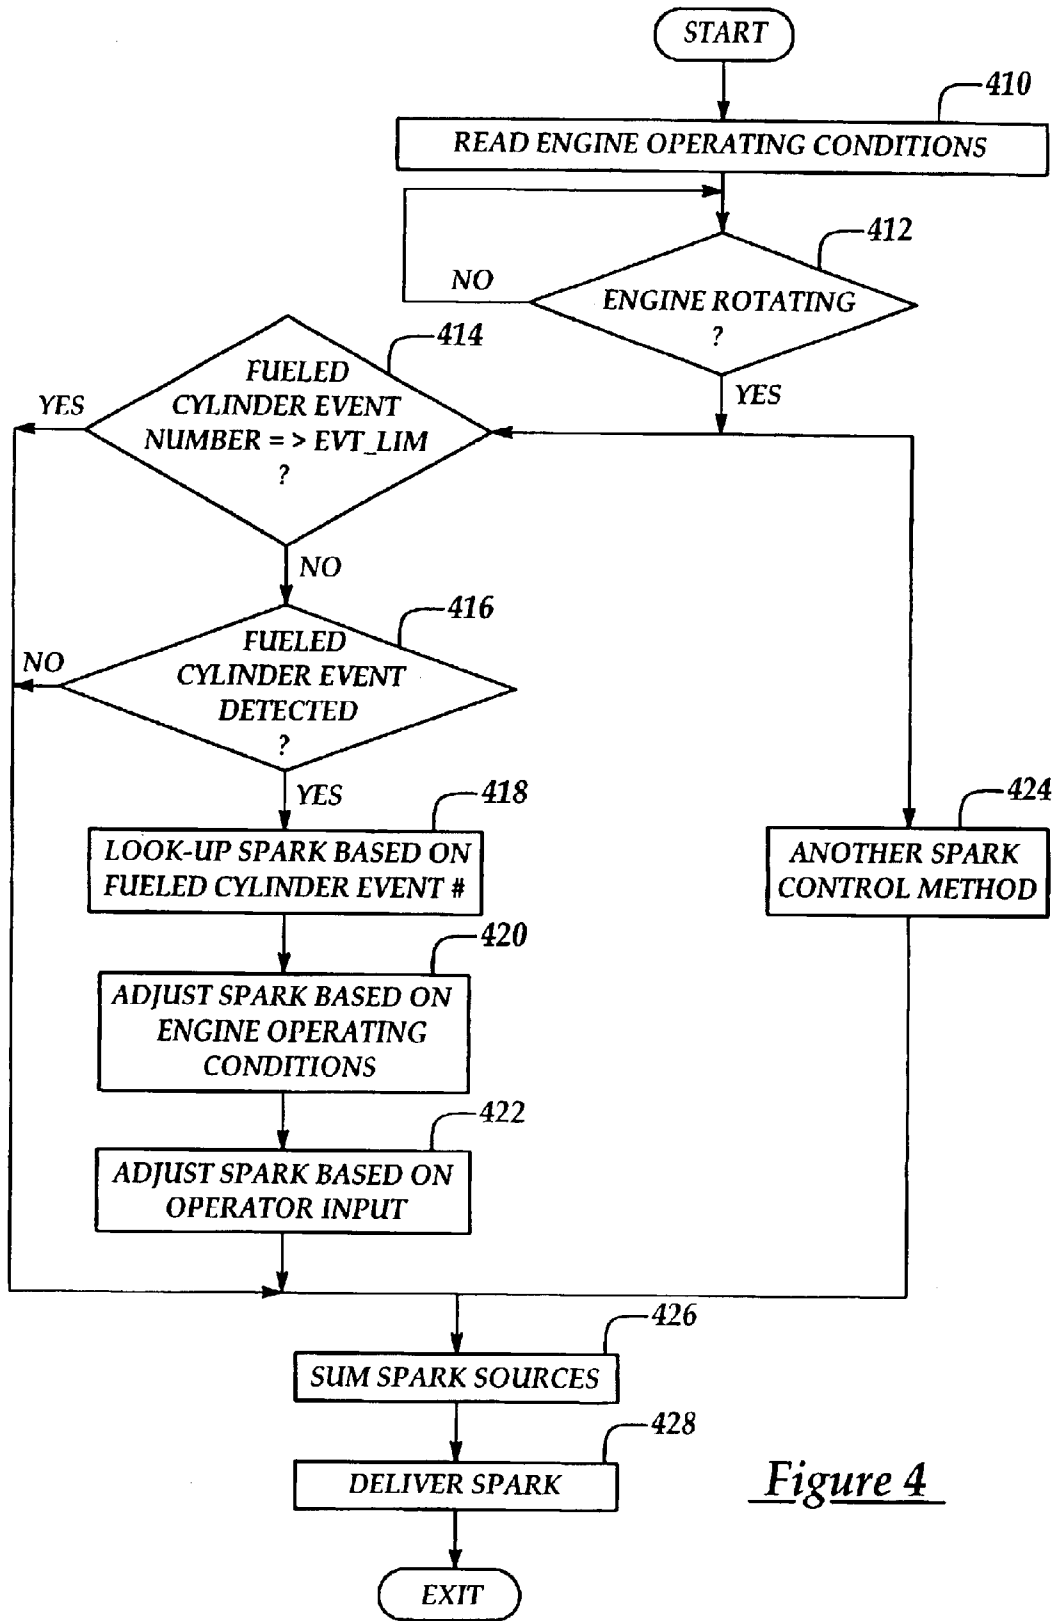 START
410
READ ENGINE OPERATING CONDITIONS
412
NO
ENGINE ROTATING
?
YES
414
FUELED
CYLINDER EVENT
NUMBER = > EVT_LIM
?
YES
NO
416
FUELED
CYLINDER EVENT
DETECTED
?
NO
YES
418
LOOK-UP SPARK BASED ON
FUELED CYLINDER EVENT #
424
ANOTHER SPARK
CONTROL METHOD
420
ADJUST SPARK BASED ON
ENGINE OPERATING
CONDITIONS
422
ADJUST SPARK BASED ON
OPERATOR INPUT
426
SUM SPARK SOURCES
428
DELIVER SPARK
Figure 4
EXIT